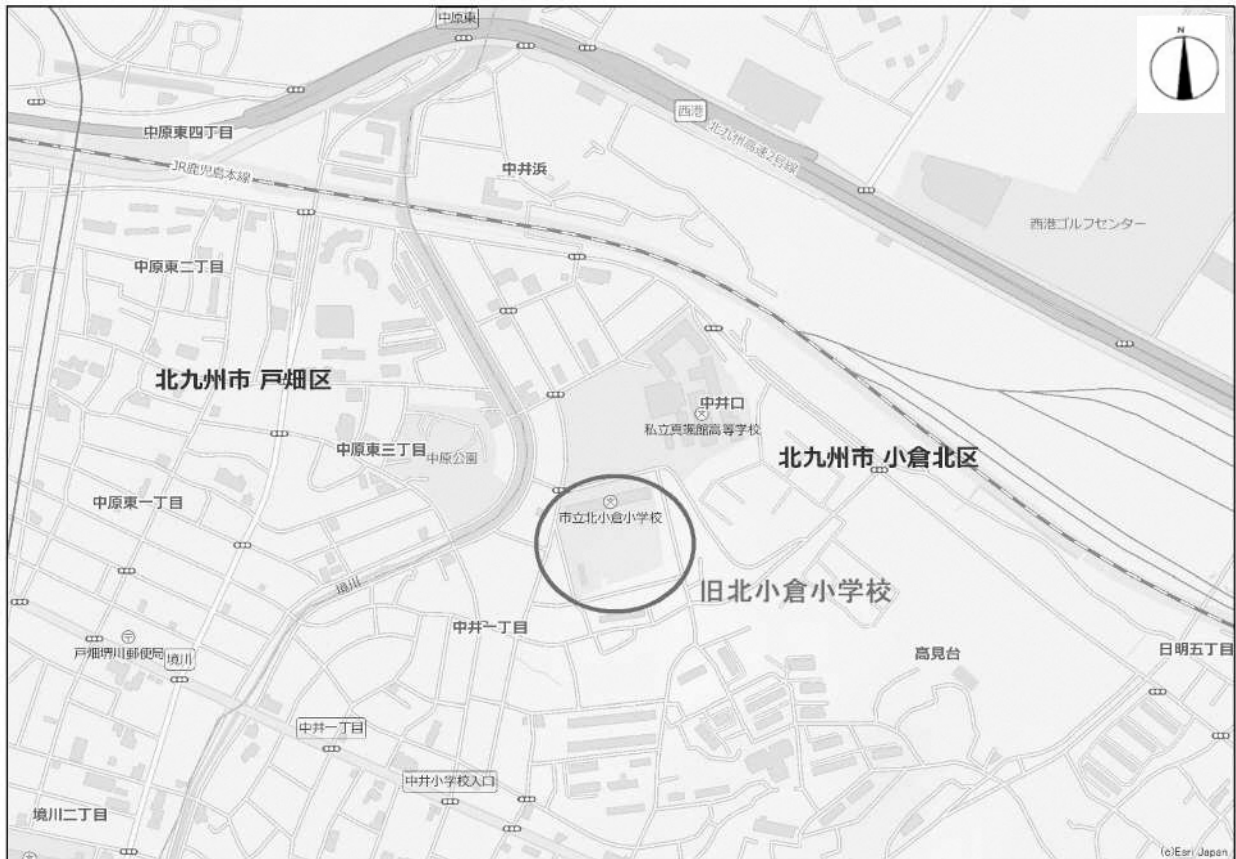 中原東
N
西港
北九州高速2号線
中原東四丁目
JR鹿児島本線
中井浜
西港ゴルフセンター
中原東二丁目
北九州市 戸畑区
中井口
私立真颯館高等学校
中原東三丁目
中原公園
北九州市 小倉北区
中原東一丁目
市立北小倉小学校
境川
旧北小倉小学校
中井一丁目
戸畑堺川郵便局
境川
高見台
日明五丁目
中井一丁目
中井小学校入口
境川二丁目
(c)Esri Japan